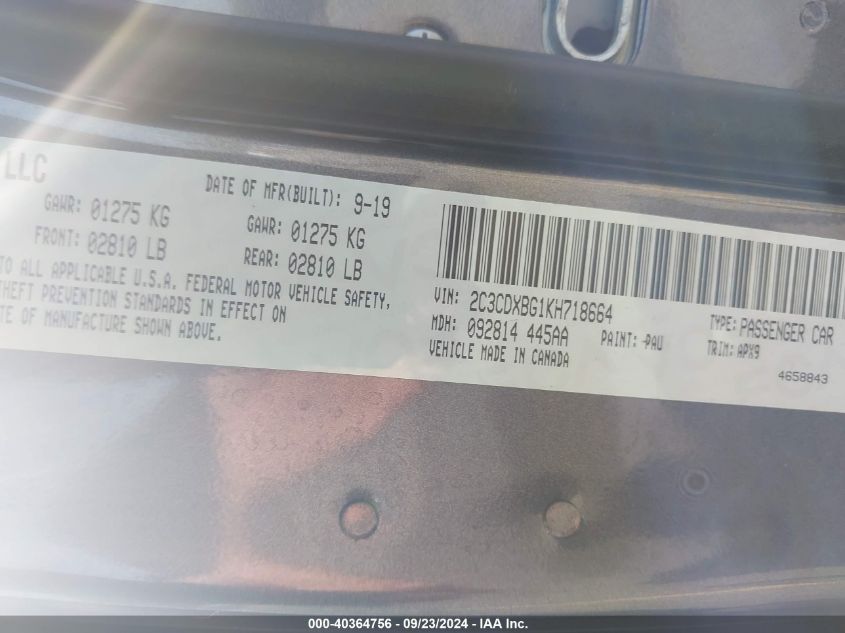 LLC
DATE OF MFR(BUILT): 9-19
GAWR: 01275 KG
FRONT: 02810 LB
GAWR: 01275 KG
REAR: 02810 LB
TO ALL APPLICABLE U.S.A. FEDERAL MOTOR VEHICLE SAFETY,
THEFT PREVENTION STANDARDS IN EFFECT ON
OF MANUFACTURE SHOWN ABOVE.
VIN: 2C3CDXBG1KH718664
TYPE: PASSENGER CAR
MDH: 092814 445AA
PAINT: PAU
TRIM: APX9
VEHICLE MADE IN CANADA
4658843
000-40364756 - 09/23/2024 - IAA Inc.